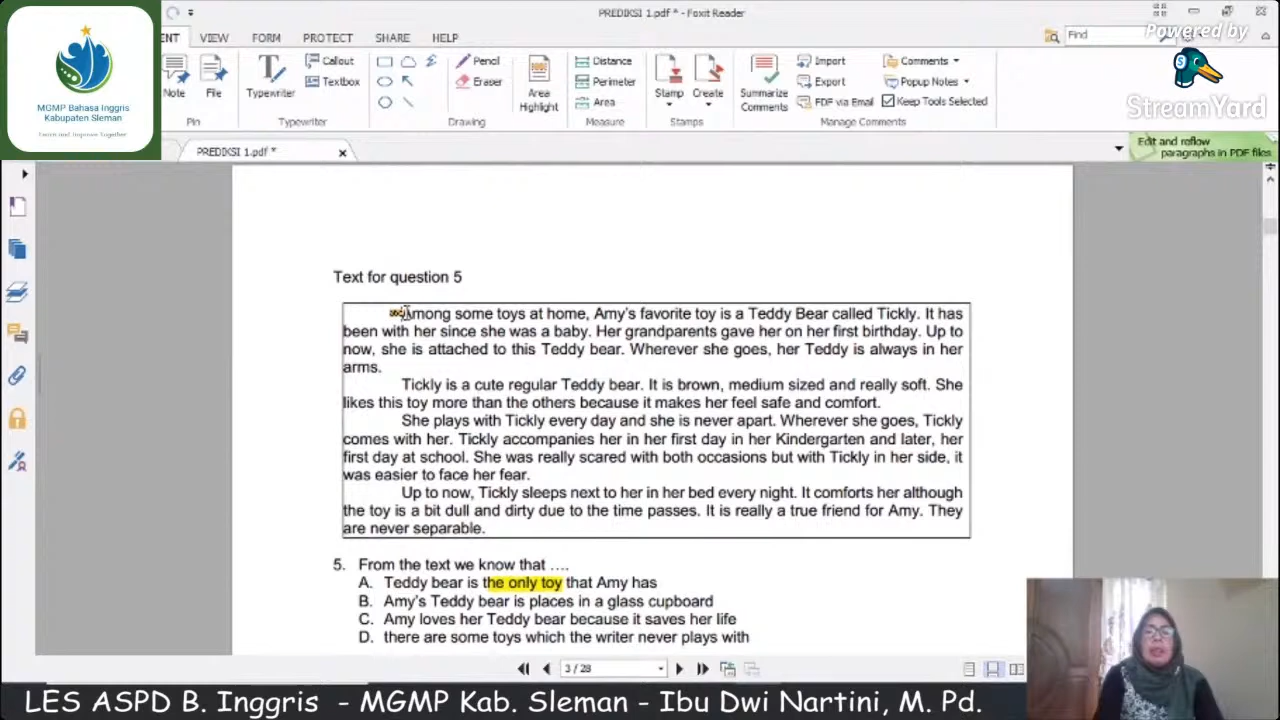 PREDIKSI 1.pdf * - Foxit Reader
Powered by
StreamYard
MGMP Bahasa Inggris
Kabupaten Sleman
Learn and Improve Together
ENT VIEW FORM PROTECT SHARE HELP
Find
Note File
Pin
Typewriter
Callout
Textbox
Typewriter
Pencil
Eraser
Area
Highlight
Drawing
Distance
Perimeter
Area
Measure
Stamp Create
Stamps
Summarize
Comments
Import
Export
FDF via Email
Comments
Popup Notes
Keep Tools Selected
Manage Comments
PREDIKSI 1.pdf *
Edit and reflow
paragraphs in PDF files
Text for question 5
Among some toys at home, Amy's favorite toy is a Teddy Bear called Tickly. It has
been with her since she was a baby. Her grandparents gave her on her first birthday. Up to
now, she is attached to this Teddy bear. Wherever she goes, her Teddy is always in her
arms.
Tickly is a cute regular Teddy bear. It is brown, medium sized and really soft. She
likes this toy more than the others because it makes her feel safe and comfort.
She plays with Tickly every day and she is never apart. Wherever she goes, Tickly
comes with her. Tickly accompanies her in her first day in her Kindergarten and later, her
first day at school. She was really scared with both occasions but with Tickly in her side, it
was easier to face her fear.
Up to now, Tickly sleeps next to her in her bed every night. It comforts her although
the toy is a bit dull and dirty due to the time passes. It is really a true friend for Amy. They
are never separable.
5. From the text we know that ….
A. Teddy bear is the only toy that Amy has
B. Amy's Teddy bear is places in a glass cupboard
C. Amy loves her Teddy bear because it saves her life
D. there are some toys which the writer never plays with
3 / 28
LES ASPD B. Inggris - MGMP Kab. Sleman - Ibu Dwi Nartini, M. Pd.